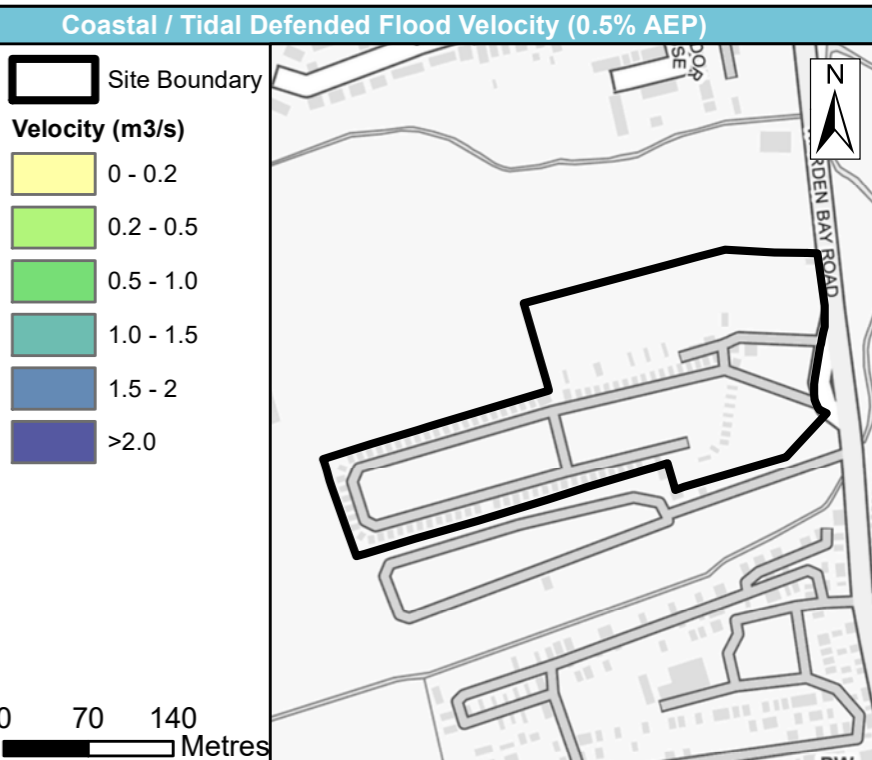 Coastal / Tidal Defended Flood Velocity (0.5% AEP)
Site Boundary
Velocity (m3/s)
0 - 0.2
0.2 - 0.5
0.5 - 1.0
1.0 - 1.5
1.5 - 2
>2.0
0 70 140
Metres
N
RDEN BAY ROAD